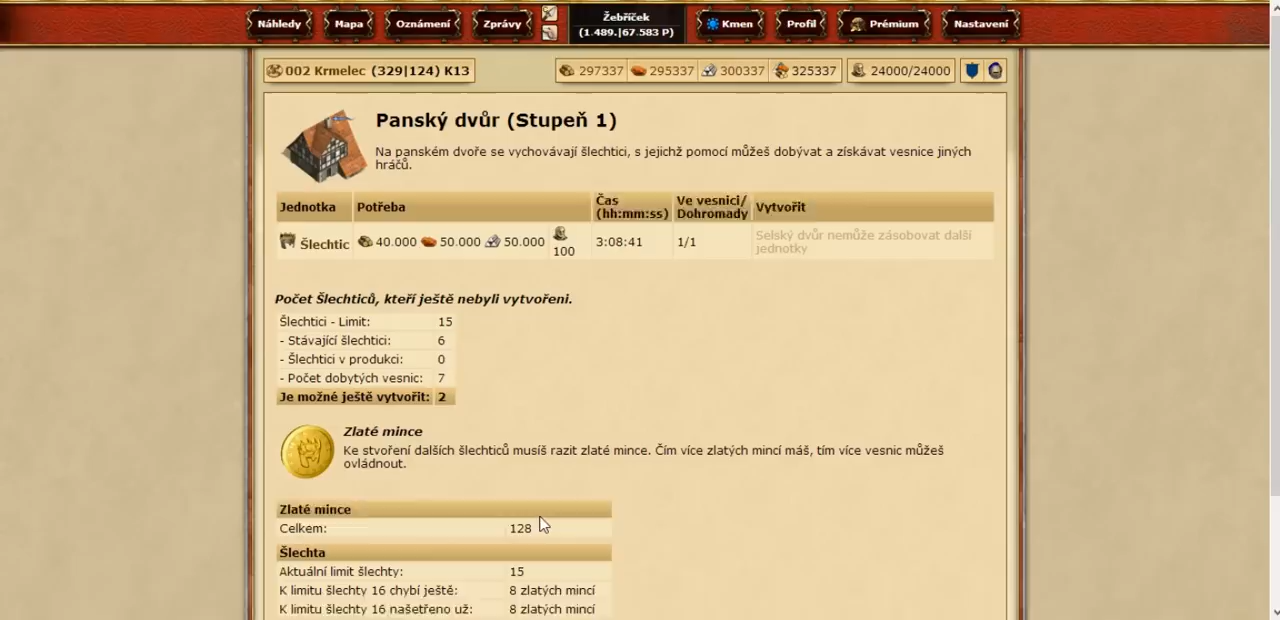 Náhledy Mapa Oznámení Zprávy Žebříček Kmen Profil Prémium Nastavení
(1.489.|67.583 P)
002 Krmelec (329|124) K13 297337 295337 300337 325337 24000/24000
Panský dvůr (Stupeň 1)
Na panském dvoře se vychovávají šlechtici, s jejichž pomocí můžeš dobývat a získávat vesnice jiných
hráčů.
Jednotka Potřeba Čas (hh:mm:ss) Ve vesnici/ Dohromady Vytvořit
Šlechtic 40.000 50.000 50.000 100 3:08:41 1/1 Selský dvůr nemůže zásobovat další
jednotky
Počet Šlechticů, kteří ještě nebyli vytvořeni.
Šlechtici - Limit: 15
- Stávající šlechtici: 6
- Šlechtici v produkci: 0
- Počet dobytých vesnic: 7
Je možné ještě vytvořit: 2
Zlaté mince
Ke stvoření dalších šlechticů musíš razit zlaté mince. Čím více zlatých mincí máš, tím více vesnic můžeš
ovládnout.
Zlaté mince
Celkem: 128
Šlechta
Aktuální limit šlechty: 15
K limitu šlechty 16 chybí ještě: 8 zlatých mincí
K limitu šlechty 16 našetřeno už: 8 zlatých mincí